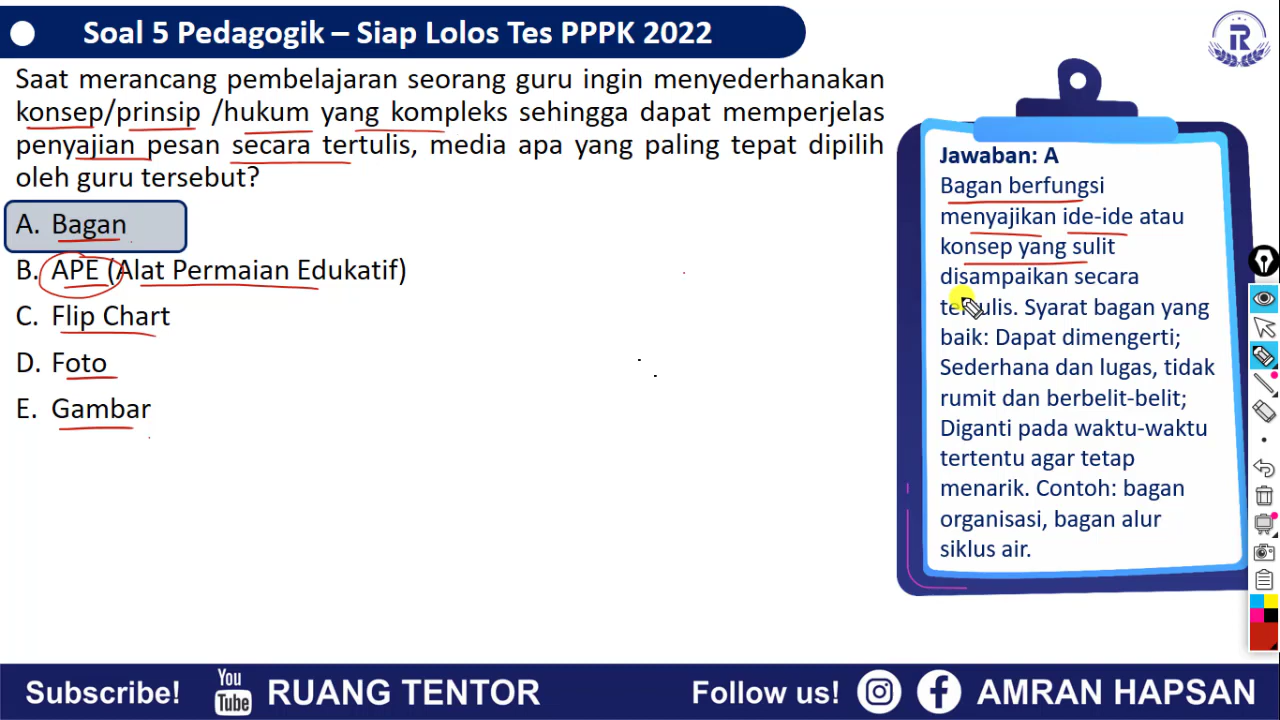 Soal 5 Pedagogik – Siap Lolos Tes PPPK 2022
Saat merancang pembelajaran seorang guru ingin menyederhanakan
konsep/prinsip /hukum yang kompleks sehingga dapat memperjelas
penyajian pesan secara tertulis, media apa yang paling tepat dipilih
oleh guru tersebut?
A. Bagan
B. APE (Alat Permaian Edukatif)
C. Flip Chart
D. Foto
E. Gambar
Jawaban: A
Bagan berfungsi
menyajikan ide-ide atau
konsep yang sulit
disampaikan secara
tertulis. Syarat bagan yang
baik: Dapat dimengerti;
Sederhana dan lugas, tidak
rumit dan berbelit-belit;
Diganti pada waktu-waktu
tertentu agar tetap
menarik. Contoh: bagan
organisasi, bagan alur
siklus air.
Subscribe!
You
Tube
RUANG TENTOR
Follow us!
AMRAN HAPSAN